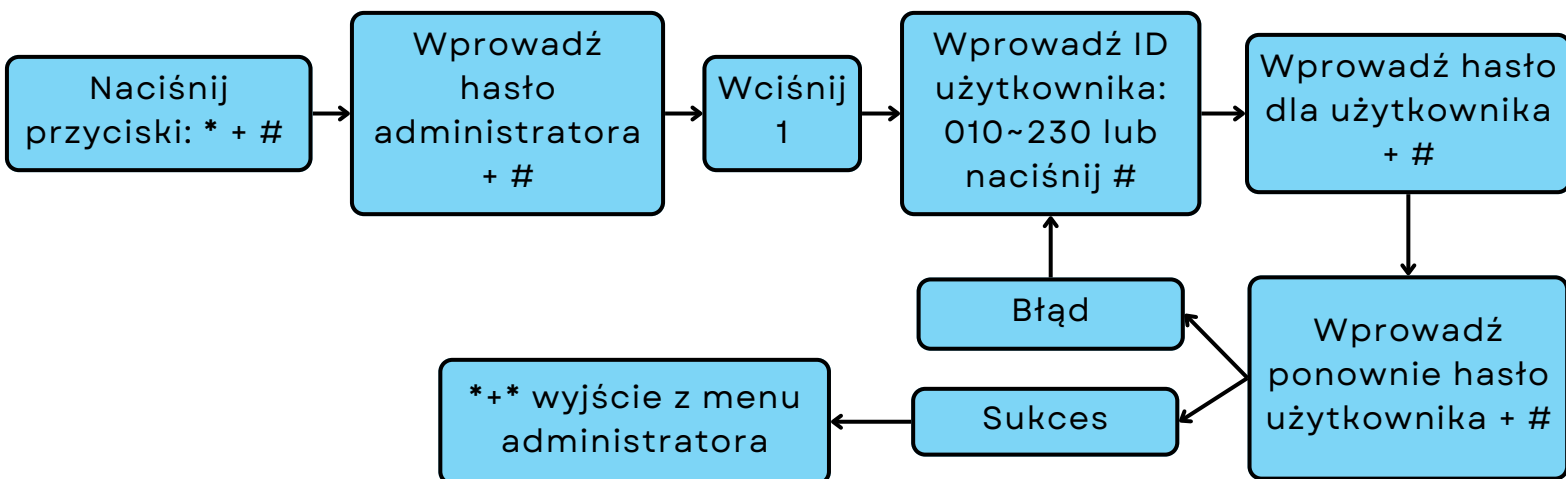 Naciśnij
przyciski: * + #
Wprowadź
hasło
administratora
+ #
Wciśnij
1
Wprowadź ID
użytkownika:
010~230 lub
naciśnij #
Wprowadź hasło
dla użytkownika
+ #
Wprowadź
ponownie hasło
użytkownika + #
Błąd
Sukces
*+* wyjście z menu
administratora